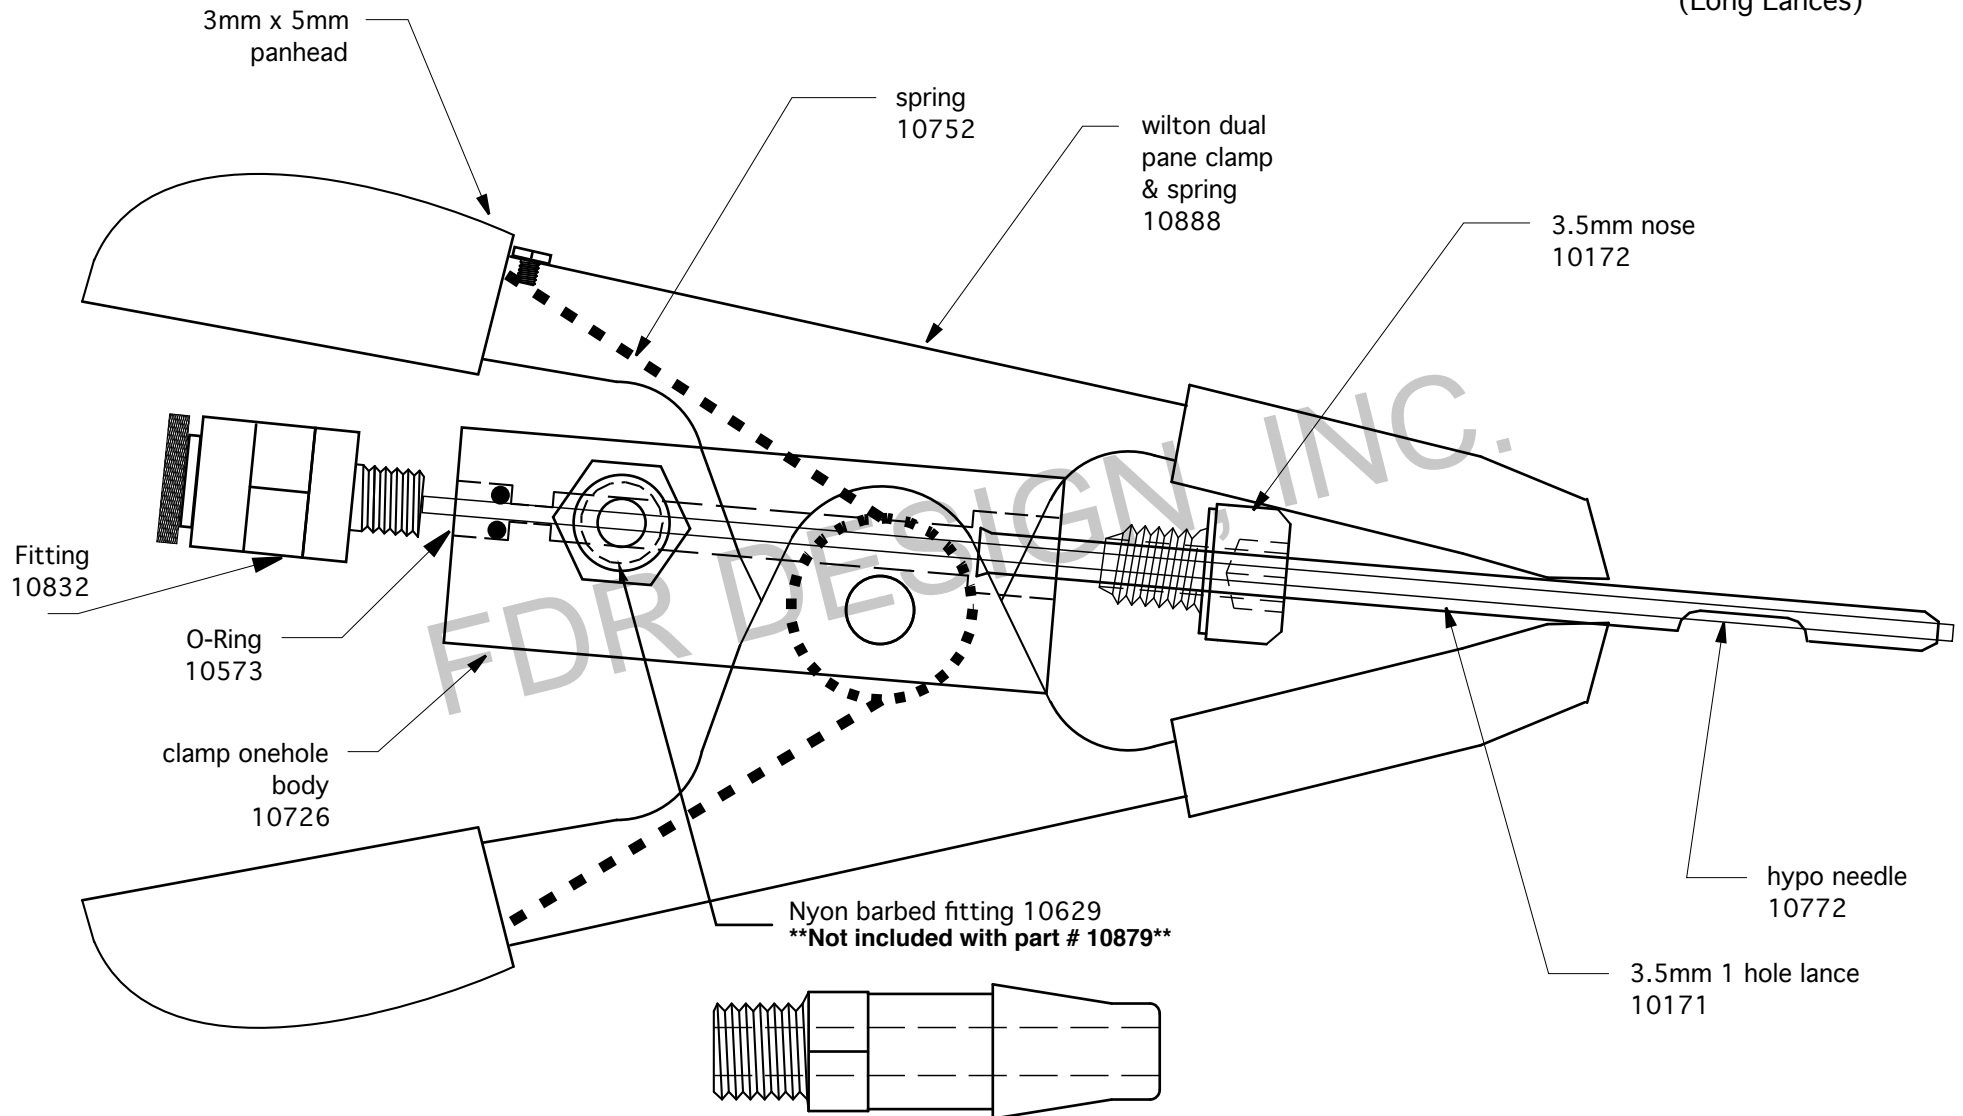 (Long Lances)
3mm x 5mm
panhead
spring
10752
wilton dual
pane clamp
& spring
10888
3.5mm nose
10172
Fitting
10832
O-Ring
10573
clamp onehole
body
10726
FDR DESIGN, INC.
Nyon barbed fitting 10629
**Not included with part # 10879**
hypo needle
10772
3.5mm 1 hole lance
10171